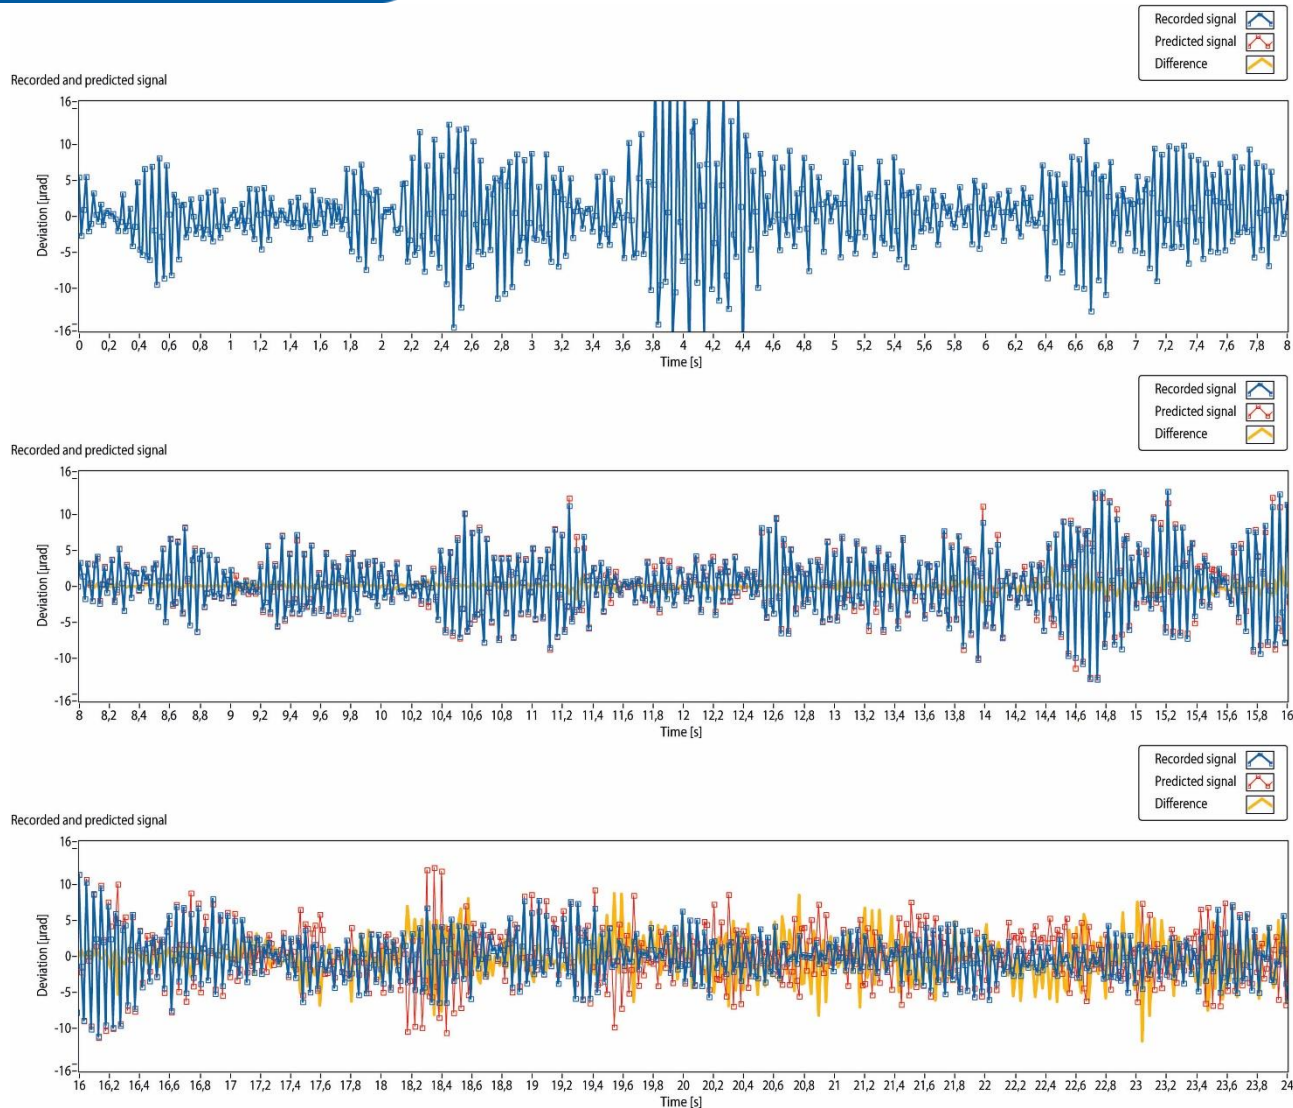 Recorded signal
Predicted signal
Difference
Recorded and predicted signal
Deviation [µrad]
16
10
5
0
-5
-10
-16
0 0,2 0,4 0,6 0,8 1 1,2 1,4 1,6 1,8 2 2,2 2,4 2,6 2,8 3 3,2 3,4 3,6 3,8 4 4,2 4,4 4,6 4,8 5 5,2 5,4 5,6 5,8 6 6,2 6,4 6,6 6,8 7 7,2 7,4 7,6 7,8 8
Time [s]
Recorded signal
Predicted signal
Difference
Recorded and predicted signal
Deviation [µrad]
16
10
5
0
-5
-10
-16
8 8,2 8,4 8,6 8,8 9 9,2 9,4 9,6 9,8 10 10,2 10,4 10,6 10,8 11 11,2 11,4 11,6 11,8 12 12,2 12,4 12,6 12,8 13 13,2 13,4 13,6 13,8 14 14,2 14,4 14,6 14,8 15 15,2 15,4 15,6 15,8 16
Time [s]
Recorded signal
Predicted signal
Difference
Recorded and predicted signal
Deviation [µrad]
16
10
5
0
-5
-10
-16
16 16,2 16,4 16,6 16,8 17 17,2 17,4 17,6 17,8 18 18,2 18,4 18,6 18,8 19 19,2 19,4 19,6 19,8 20 20,2 20,4 20,6 20,8 21 21,2 21,4 21,6 21,8 22 22,2 22,4 22,6 22,8 23 23,2 23,4 23,6 23,8 24
Time [s]